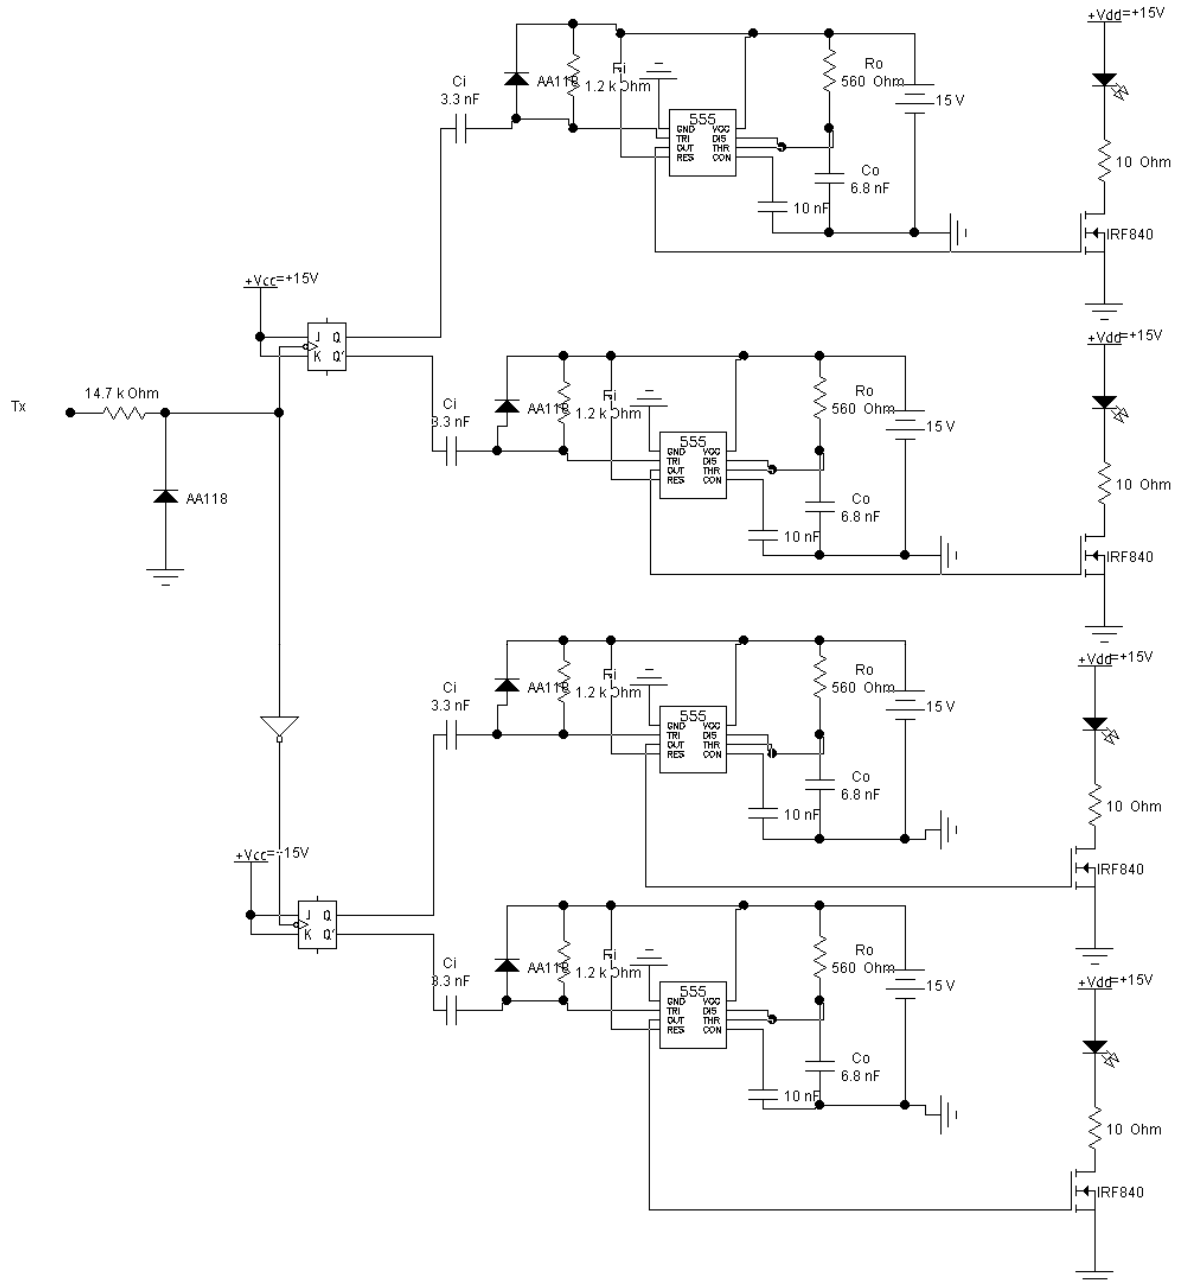 +Vdd=+15V
Ci
3.3 nF
AA118
Ri
1.2 k Ohm
Ro
560 Ohm
15 V
555
GND VCC
TRI DIS
OUT THR
RES CON
Co
6.8 nF
10 nF
10 Ohm
IRF840
+Vcc=+15V
J Q
K Q'
+Vdd=+15V
Tx
14.7 k Ohm
AA118
Ci
3.3 nF
AA118
Ri
1.2 k Ohm
Ro
560 Ohm
15 V
555
GND VCC
TRI DIS
OUT THR
RES CON
Co
6.8 nF
10 nF
10 Ohm
IRF840
+Vdd=+15V
Ci
3.3 nF
AA118
Ri
1.2 k Ohm
Ro
560 Ohm
15 V
555
GND VCC
TRI DIS
OUT THR
RES CON
Co
6.8 nF
10 nF
10 Ohm
IRF840
+Vcc=+15V
J Q
K Q'
+Vdd=+15V
Ci
3.3 nF
AA118
Ri
1.2 k Ohm
Ro
560 Ohm
15 V
555
GND VCC
TRI DIS
OUT THR
RES CON
Co
6.8 nF
10 nF
10 Ohm
IRF840